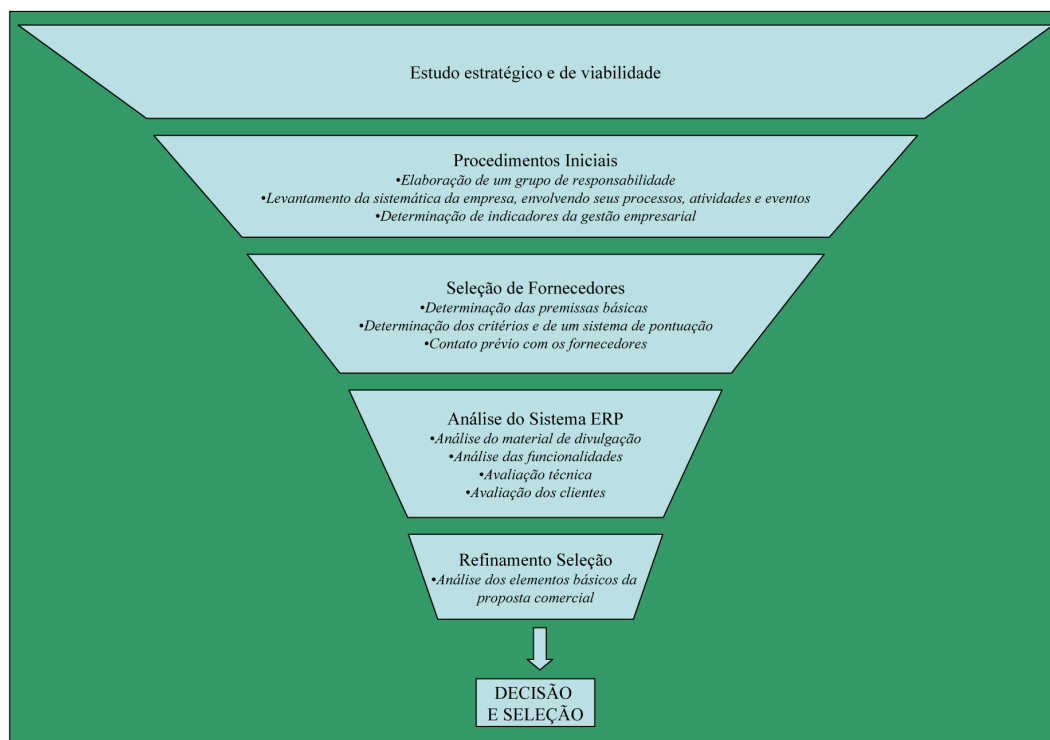 Estudo estratégico e de viabilidade
Procedimentos Iniciais
•Elaboração de um grupo de responsabilidade
•Levantamento da sistemática da empresa, envolvendo seus processos, atividades e eventos
•Determinação de indicadores da gestão empresarial
Seleção de Fornecedores
•Determinação das premissas básicas
•Determinação dos critérios e de um sistema de pontuação
•Contato prévio com os fornecedores
Análise do Sistema ERP
•Análise do material de divulgação
•Análise das funcionalidades
•Avaliação técnica
•Avaliação dos clientes
Refinamento Seleção
•Análise dos elementos básicos da
proposta comercial
DECISÃO
E SELEÇÃO